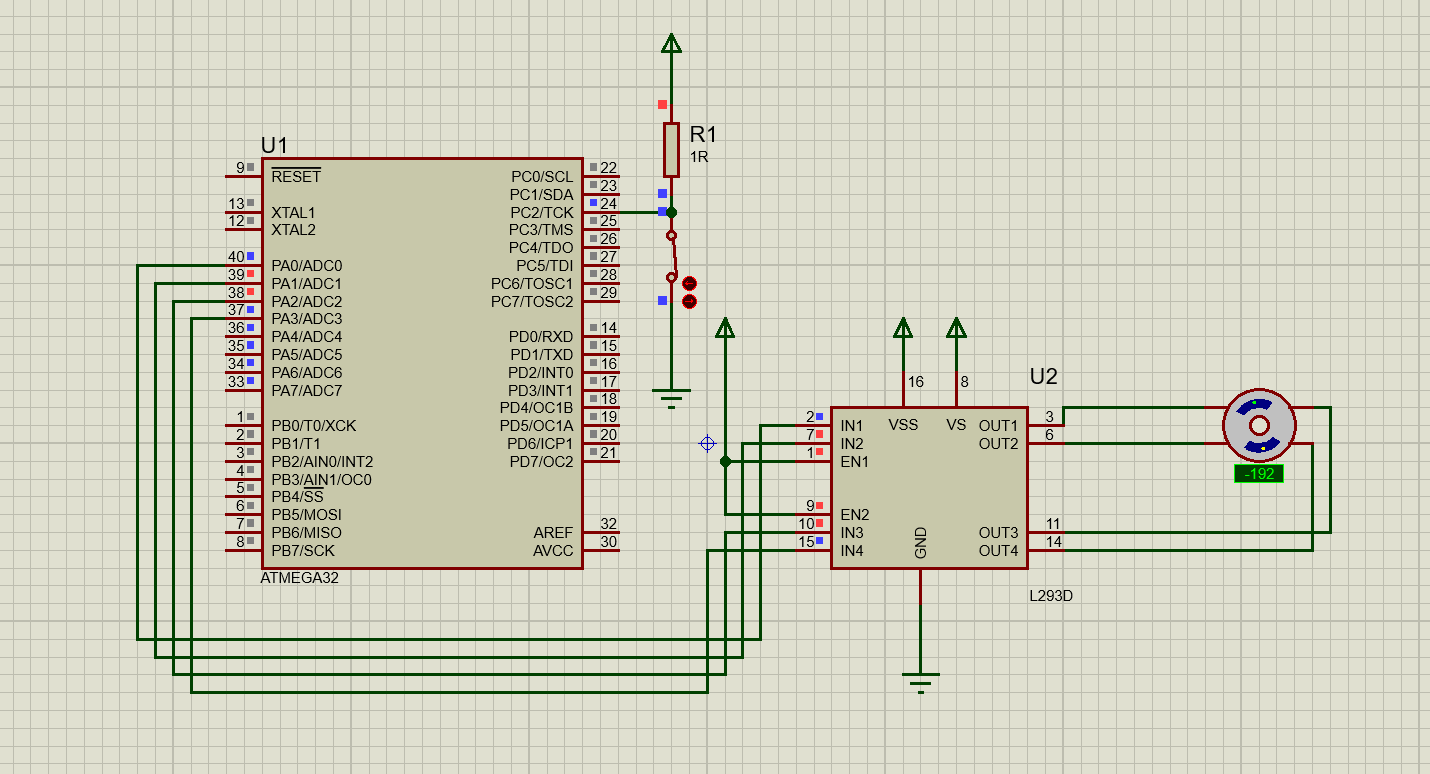 U1
9 RESET PC0/SCL 22
PC1/SDA 23
13 XTAL1 PC2/TCK 24
12 XTAL2 PC3/TMS 25
PC4/TDO 26
40 PA0/ADC0 PC5/TDI 27
39 PA1/ADC1 PC6/TOSC1 28
38 PA2/ADC2 PC7/TOSC2 29
37 PA3/ADC3
36 PA4/ADC4 PD0/RXD 14
35 PA5/ADC5 PD1/TXD 15
34 PA6/ADC6 PD2/INT0 16
33 PA7/ADC7 PD3/INT1 17
PD4/OC1B 18
1 PB0/T0/XCK PD5/OC1A 19
2 PB1/T1 PD6/ICP1 20
3 PB2/AIN0/INT2 PD7/OC2 21
4 PB3/AIN1/OC0
5 PB4/SS
6 PB5/MOSI
7 PB6/MISO AREF 32
8 PB7/SCK AVCC 30
ATMEGA32
R1
1R
U2
16 8
VSS VS
2 IN1 OUT1 3
7 IN2 OUT2 6
1 EN1
9 EN2
10 IN3 OUT3 11
15 IN4 OUT4 14
GND
L293D
-192